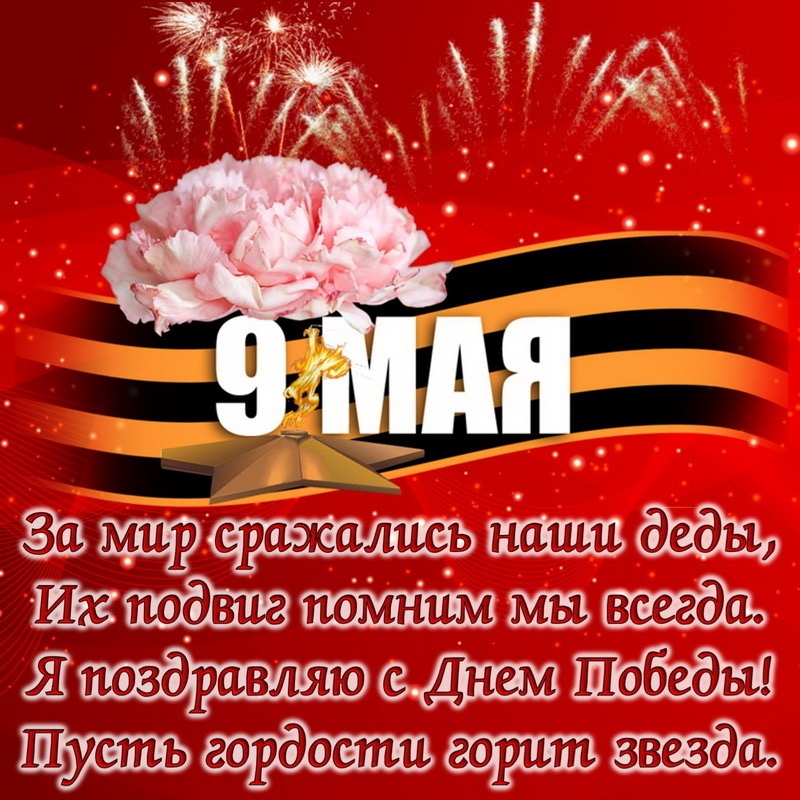 9 МАЯ
За мир сражались наши деды,
Их подвиг помним мы всегда.
Я поздравляю с Днем Победы!
Пусть гордости горит звезда.